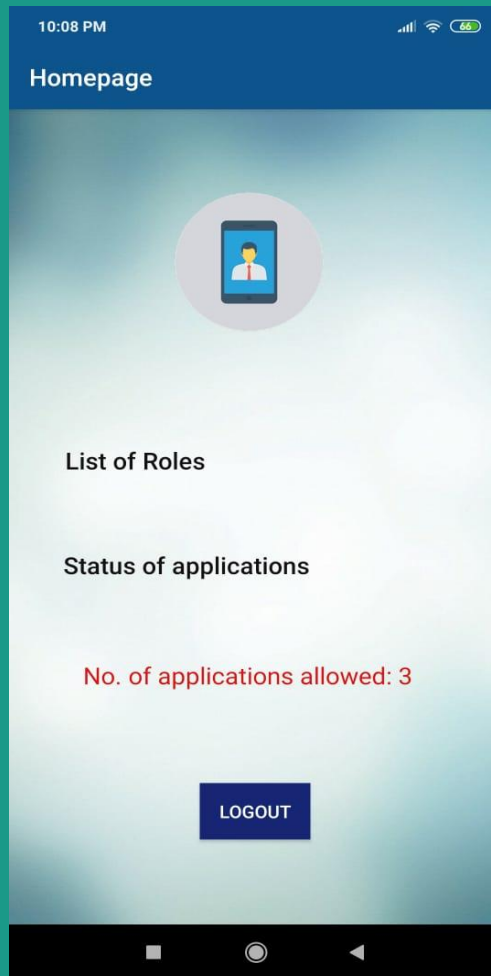 10:08 PM 66
Homepage
List of Roles
Status of applications
No. of applications allowed: 3
LOGOUT